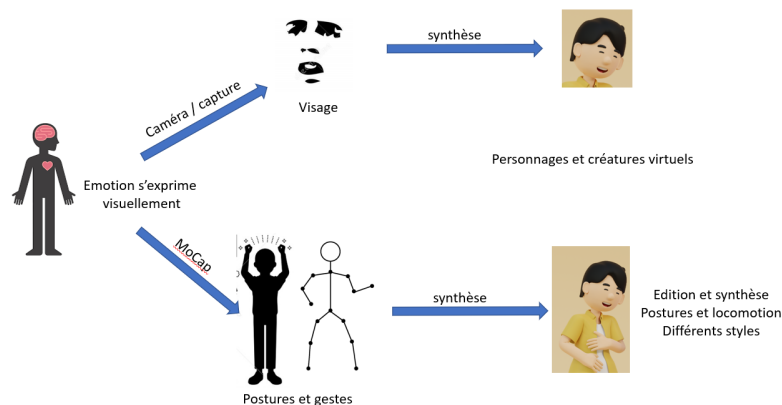 synthèse
Caméra / capture
Visage
Personnages et créatures virtuels
Emotion s'exprime
visuellement
MoCap
synthèse
Edition et synthèse
Postures et locomotion
Différents styles
Postures et gestes